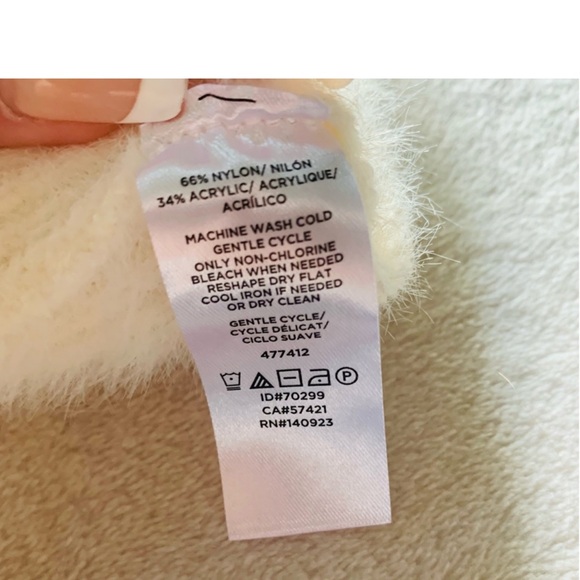 66% NYLON/ NILÓN
34% ACRYLIC/ ACRYLIQUE/
ACRÍLICO
MACHINE WASH COLD
GENTLE CYCLE
ONLY NON-CHLORINE
BLEACH WHEN NEEDED
RESHAPE DRY FLAT
COOL IRON IF NEEDED
OR DRY CLEAN
GENTLE CYCLE/
CYCLE DÉLICAT/
CICLO SUAVE
477412
P
ID#70299
CA#57421
RN#140923